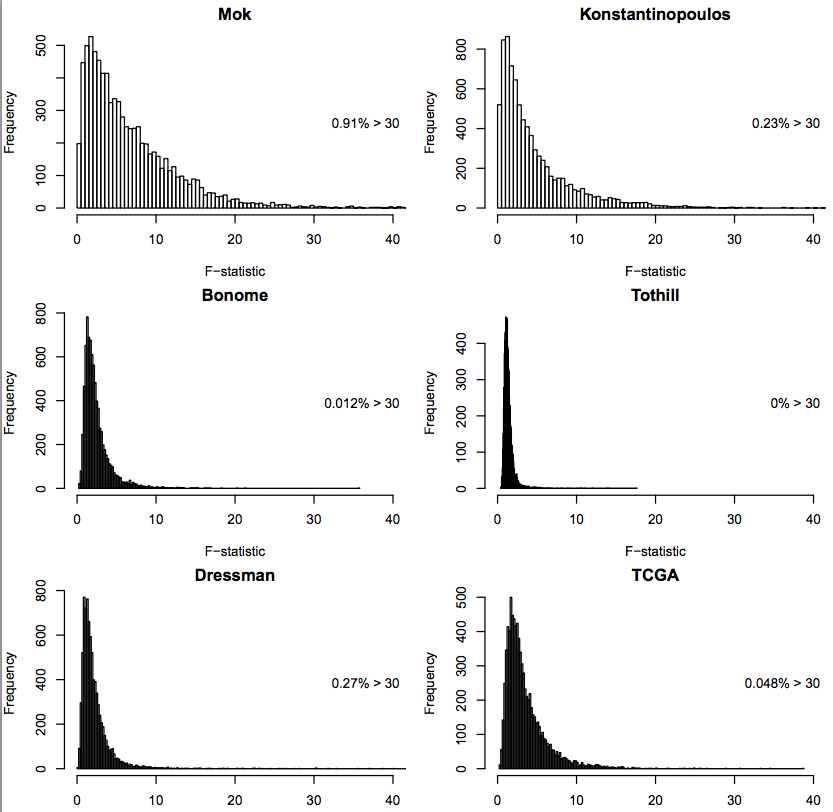 Mok
Frequency
0
100
300
500
0.91% > 30
0 10 20 30 40
F−statistic
Konstantinopoulos
Frequency
0
200
400
600
800
0.23% > 30
0 10 20 30 40
F−statistic
Bonome
Frequency
0
200
400
600
800
0.012% > 30
0 10 20 30 40
F−statistic
Tothill
Frequency
0
100
200
300
400
0% > 30
0 10 20 30 40
F−statistic
Dressman
Frequency
0
200
400
600
800
0.27% > 30
0 10 20 30 40
TCGA
Frequency
0
100
200
300
400
500
0.048% > 30
0 10 20 30 40